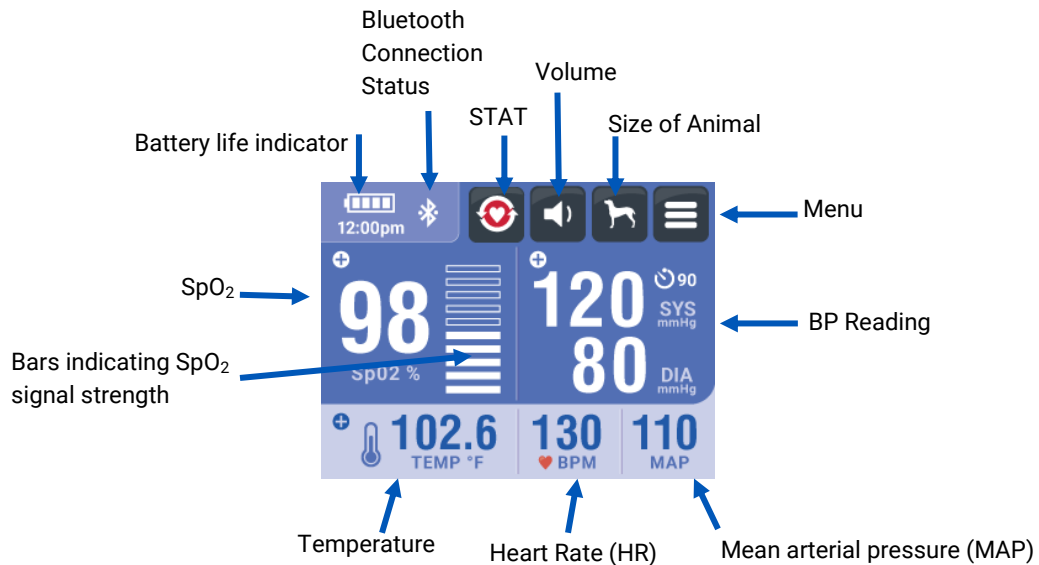 Bluetooth
Connection
Status
Volume
STAT
Size of Animal
Battery life indicator
12:00pm
Menu
SpO₂
98
SpO2 %
120
90
SYS
mmHg
80
DIA
mmHg
BP Reading
Bars indicating SpO₂
signal strength
102.6
TEMP °F
130
BPM
110
MAP
Temperature
Heart Rate (HR)
Mean arterial pressure (MAP)